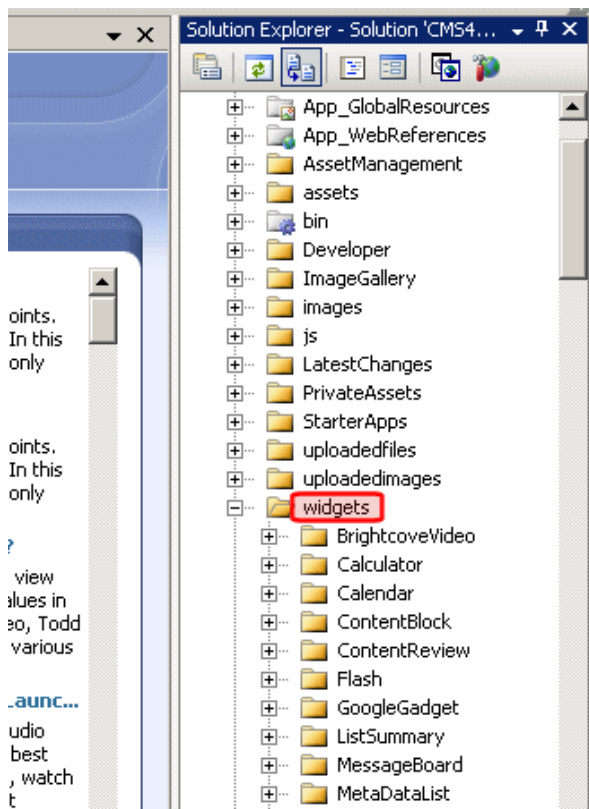 Solution Explorer - Solution 'CMS4...
App_GlobalResources
App_WebReferences
AssetManagement
assets
bin
Developer
ImageGallery
images
js
LatestChanges
PrivateAssets
StarterApps
uploadedfiles
uploadedimages
widgets
BrightcoveVideo
Calculator
Calendar
ContentBlock
ContentReview
Flash
GoogleGadget
ListSummary
MessageBoard
MetaDataList
oints.
In this
only
oints.
In this
only
?
view
alues in
eo, Todd
various
Launc...
udio
best
, watch
t